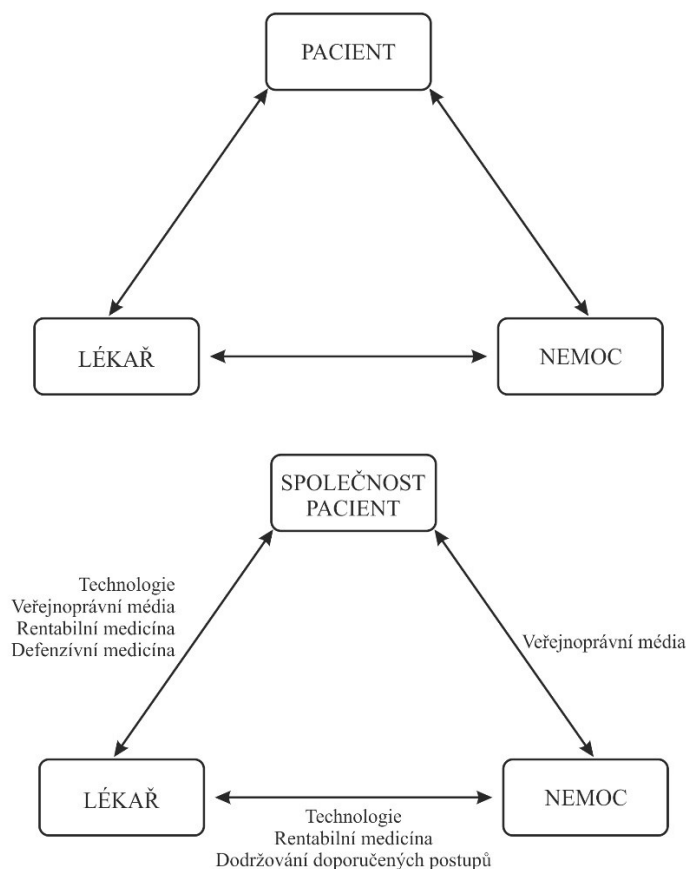 PACIENT
LÉKAŘ
NEMOC
SPOLEČNOST
PACIENT
Technologie
Veřejnoprávní média
Rentabilní medicína
Defenzívní medicína
Veřejnoprávní média
LÉKAŘ
NEMOC
Technologie
Rentabilní medicína
Dodržování doporučených postupů